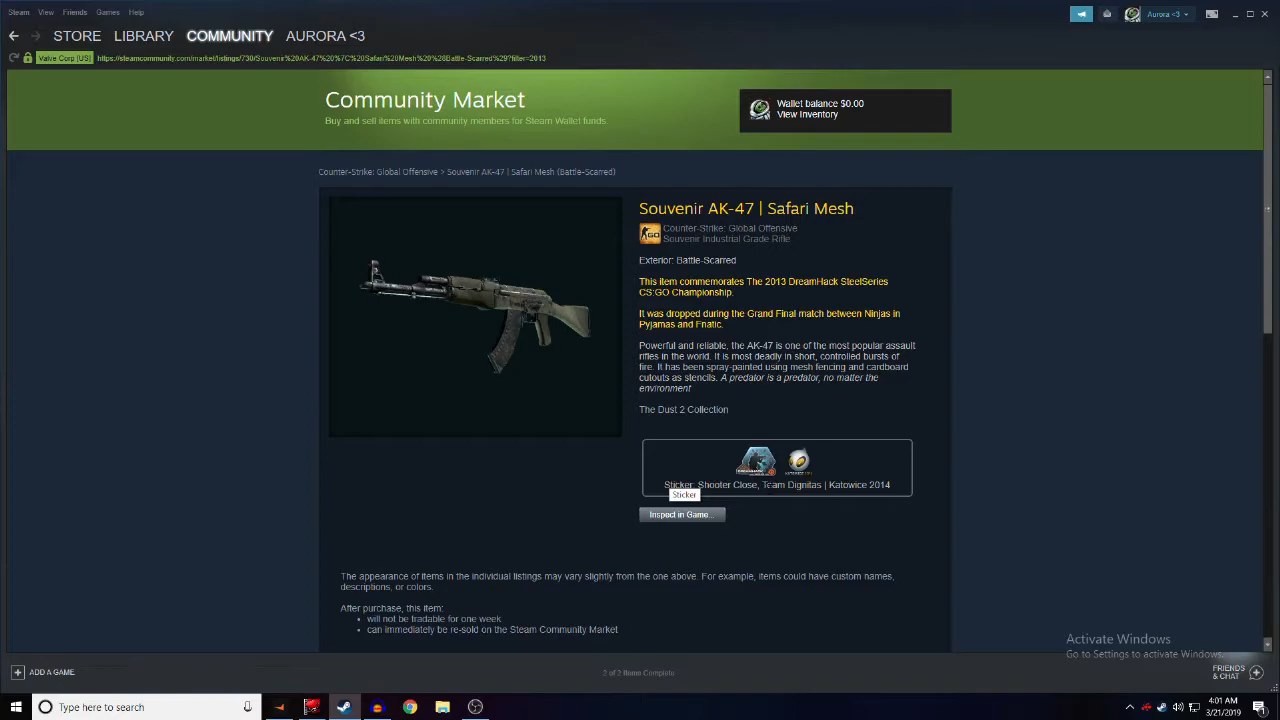 Steam View Friends Games Help
Aurora <3
STORE LIBRARY COMMUNITY AURORA <3
Valve Corp [US] https://steamcommunity.com/market/listings/730/Souvenir%20AK-47%20%7C%20Safari%20Mesh%20%28Battle-Scarred%29?filter=2013
Community Market
Buy and sell items with community members for Steam Wallet funds.
Wallet balance $0.00
View Inventory
Counter-Strike: Global Offensive > Souvenir AK-47 | Safari Mesh (Battle-Scarred)
Souvenir AK-47 | Safari Mesh
GO
Counter-Strike: Global Offensive
Souvenir Industrial Grade Rifle
Exterior: Battle-Scarred
This item commemorates The 2013 DreamHack SteelSeries
CS:GO Championship.
It was dropped during the Grand Final match between Ninjas in
Pyjamas and Fnatic.
Powerful and reliable, the AK-47 is one of the most popular assault
rifles in the world. It is most deadly in short, controlled bursts of
fire. It has been spray-painted using mesh fencing and cardboard
cutouts as stencils. A predator is a predator, no matter the
environment
The Dust 2 Collection
Sticker: Shooter Close, Team Dignitas | Katowice 2014
Sticker
Inspect in Game...
The appearance of items in the individual listings may vary slightly from the one above. For example, items could have custom names,
descriptions, or colors.
After purchase, this item:
• will not be tradable for one week
• can immediately be re-sold on the Steam Community Market
Activate Windows
Go to Settings to activate Windows.
+ ADD A GAME
2 of 2 Items Complete
FRIENDS
& CHAT
Type here to search
4:01 AM
3/21/2019